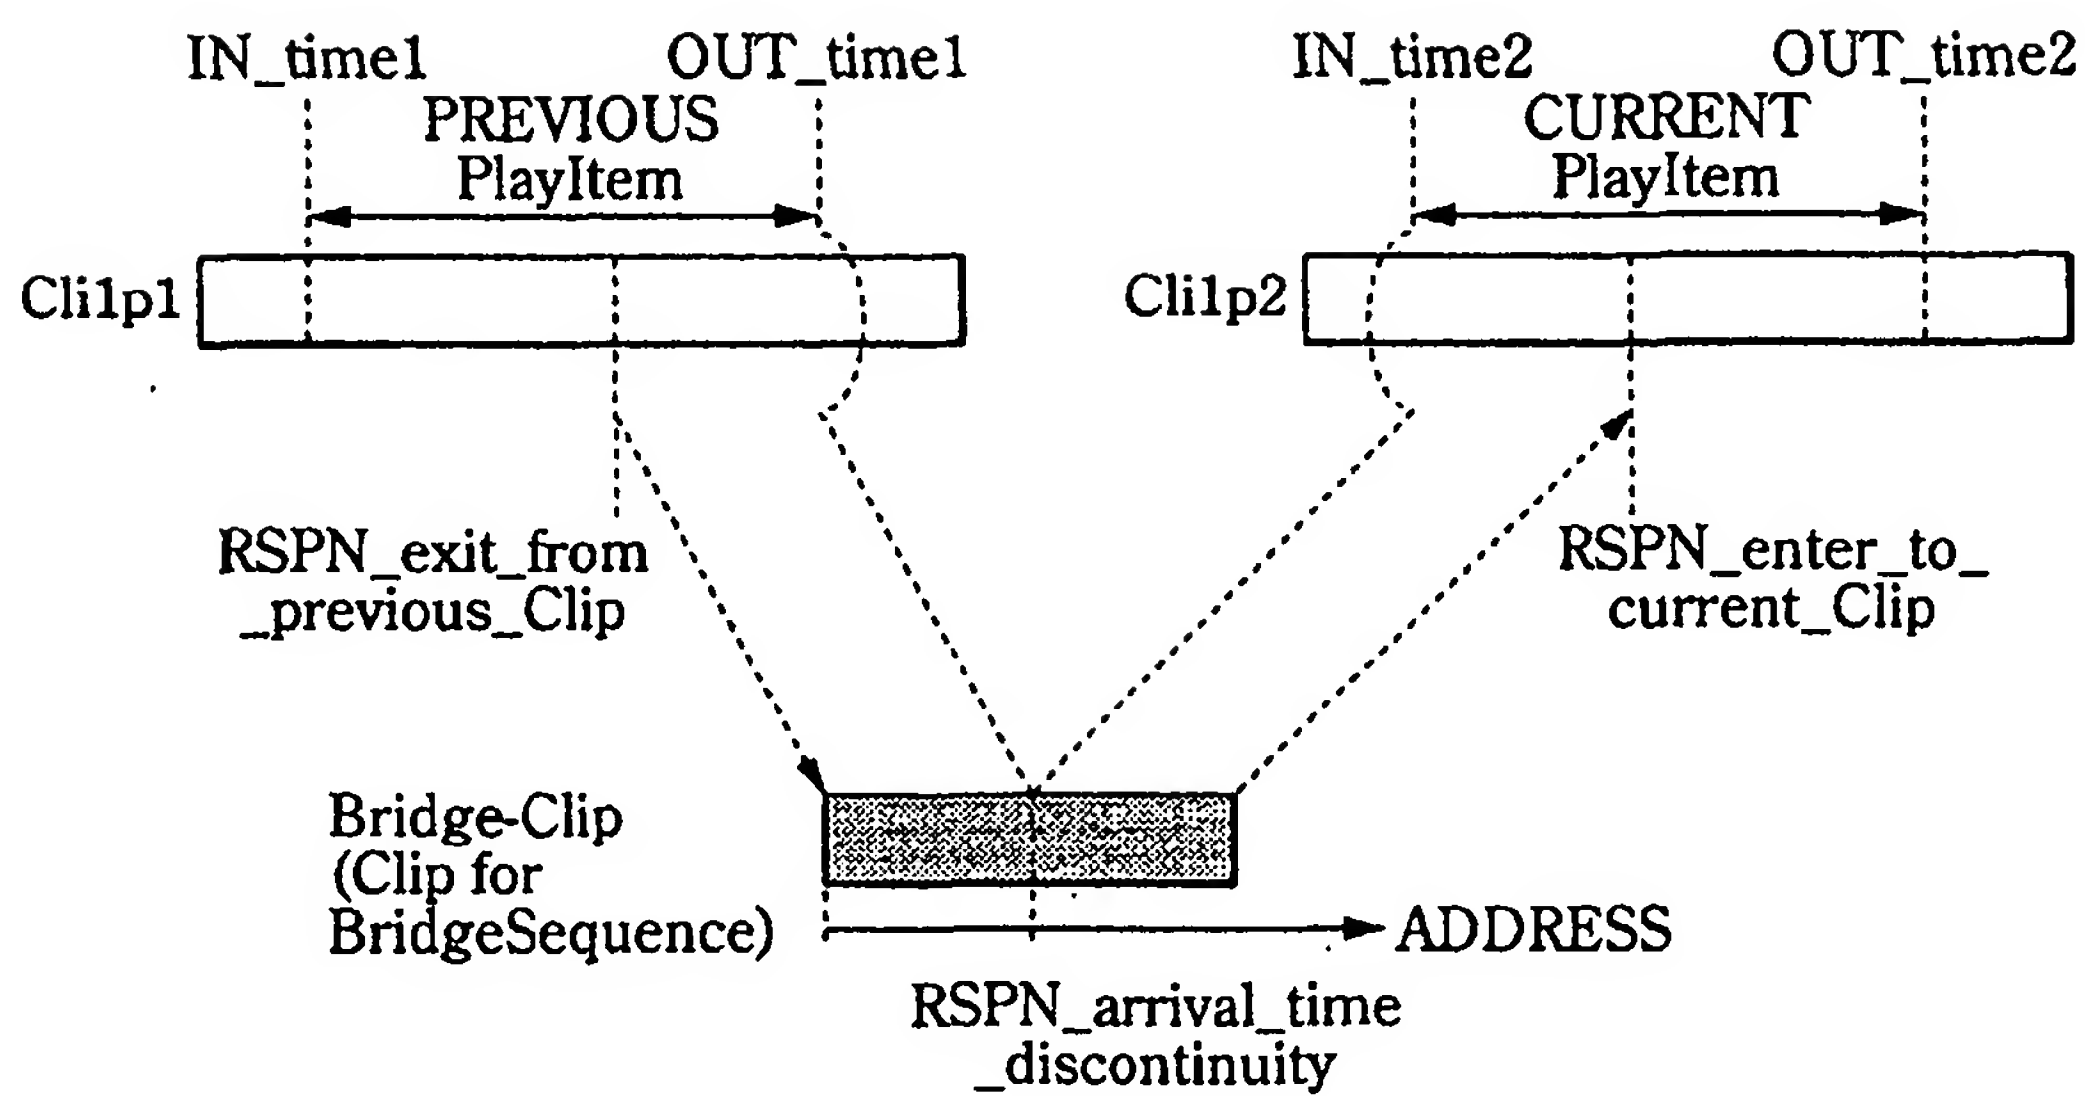 IN_time1
OUT_time1
IN_time2
OUT_time2
PREVIOUS
PlayItem
CURRENT
PlayItem
Cli1p1
Cli1p2
RSPN_exit_from
_previous_Clip
RSPN_enter_to_
current_Clip
Bridge-Clip
(Clip for
BridgeSequence)
ADDRESS
RSPN_arrival_time
_discontinuity